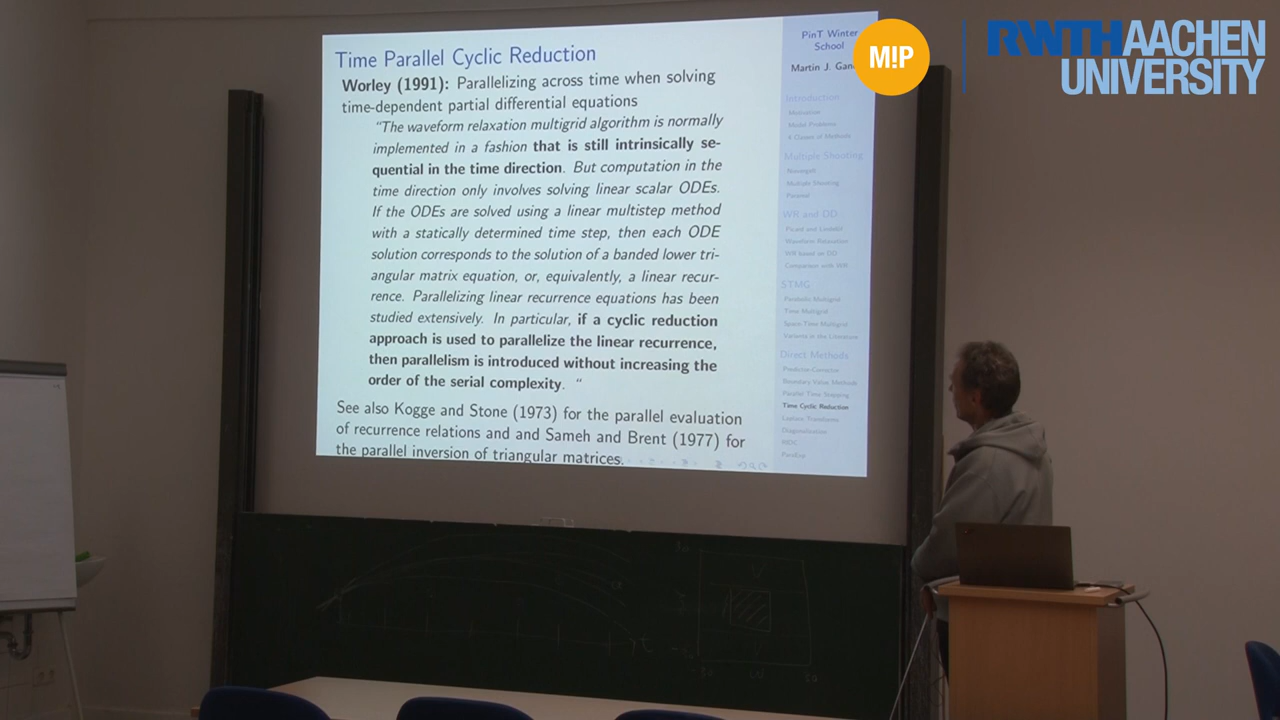 Time Parallel Cyclic Reduction
Worley (1991): Parallelizing across time when solving
time-dependent partial differential equations
"The waveform relaxation multigrid algorithm is normally
implemented in a fashion that is still intrinsically se-
quential in the time direction. But computation in the
time direction only involves solving linear scalar ODEs.
If the ODEs are solved using a linear multistep method
with a statically determined time step, then each ODE
solution corresponds to the solution of a banded lower tri-
angular matrix equation, or, equivalently, a linear recur-
rence. Parallelizing linear recurrence equations has been
studied extensively. In particular, if a cyclic reduction
approach is used to parallelize the linear recurrence,
then parallelism is introduced without increasing the
order of the serial complexity. "
See also Kogge and Stone (1973) for the parallel evaluation
of recurrence relations and and Sameh and Brent (1977) for
the parallel inversion of triangular matrices.
PinT Winter
School
Martin J. Gan
Introduction
Motivation
Model Problems
4 Classes of Methods
Multiple Shooting
Nievergelt
Multiple Shooting
Parareal
WR and DD
Picard and Lindelöf
Waveform Relaxation
WR based on DD
STMG
Parabolic Multigrid
Time Multigrid
Space-Time Multigrid
Variants in the Literature
Direct Methods
Predictor-Corrector
Boundary Value Methods
Parallel Time Stepping
Time Cyclic Reduction
Laplace Transforms
Diagonalization
RIDC
ParaExp
M!P
RWTHAACHEN
UNIVERSITY